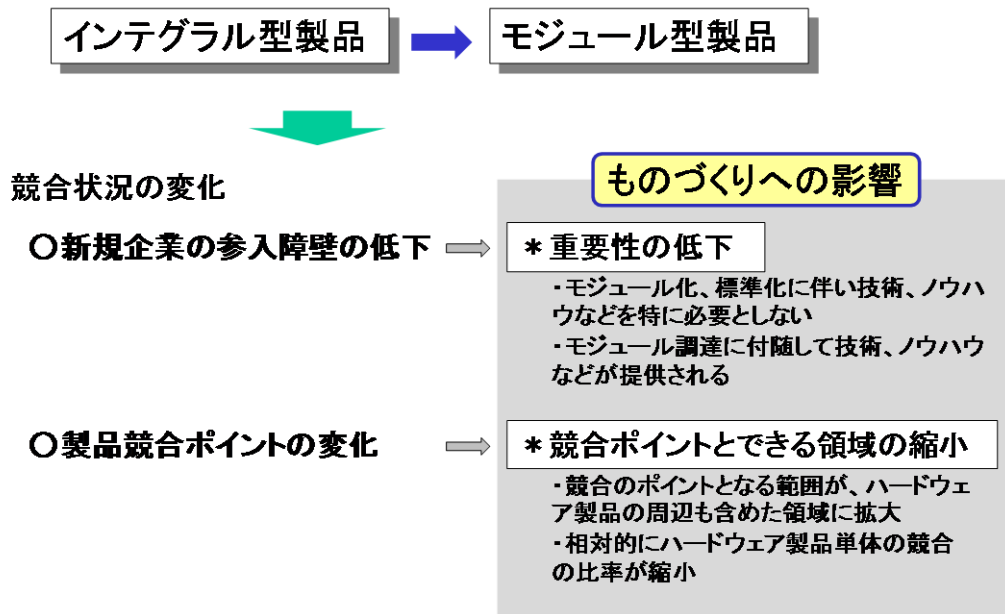 インテグラル型製品
モジュール型製品
競合状況の変化
ものづくりへの影響
〇新規企業の参入障壁の低下
＊重要性の低下
・モジュール化、標準化に伴い技術、ノウハ
ウなどを特に必要としない
・モジュール調達に付随して技術、ノウハウ
などが提供される
〇製品競合ポイントの変化
＊競合ポイントとできる領域の縮小
・競合のポイントとなる範囲が、ハードウェ
ア製品の周辺も含めた領域に拡大
・相対的にハードウェア製品単体の競合
の比率が縮小